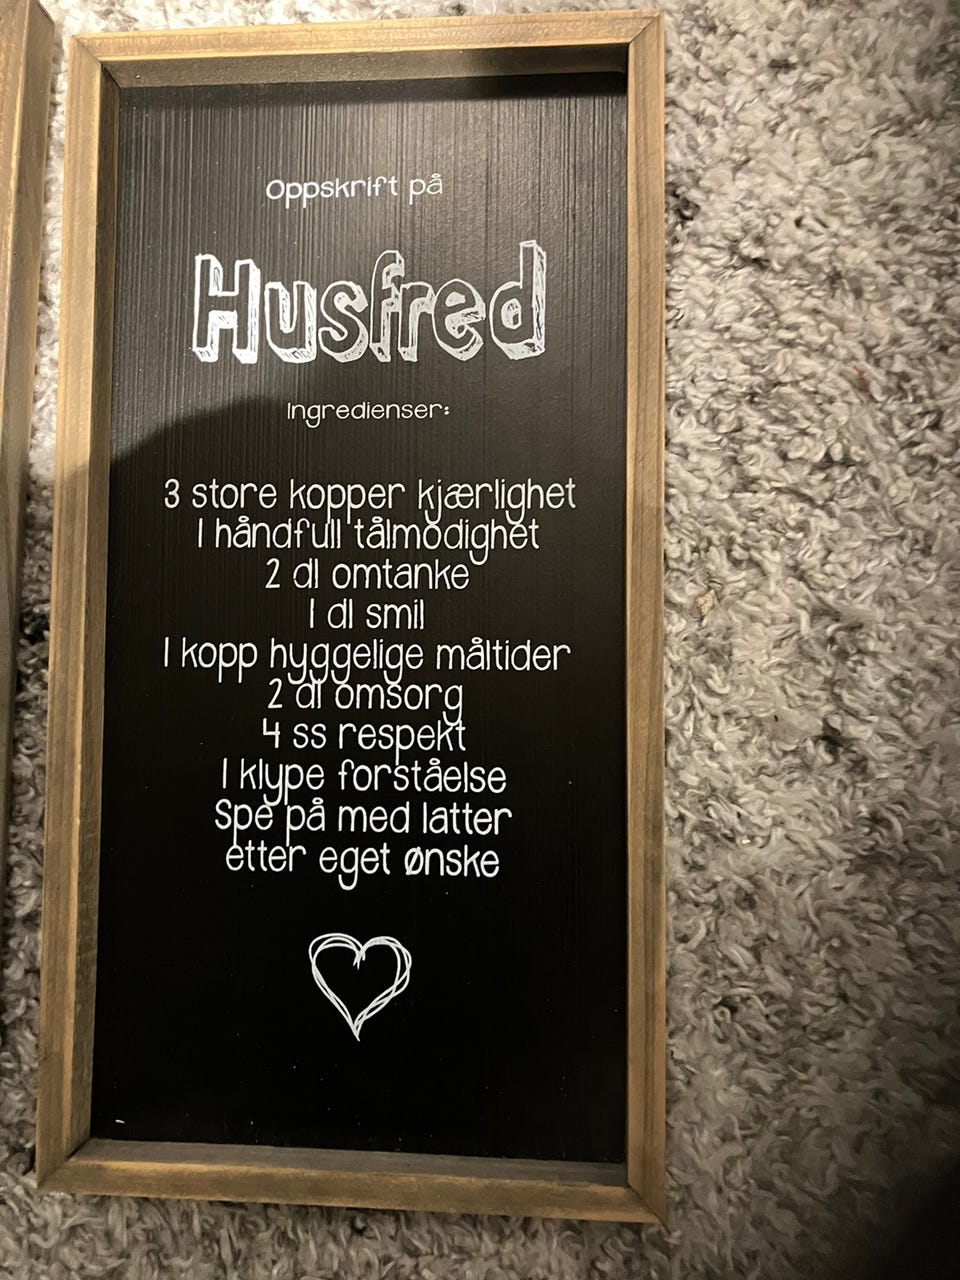 Oppskrift på
Husfred
Ingredienser:
3 store kopper kjærlighet
1 håndfull tålmodighet
2 dl omtanke
1 dl smil
1 kopp hyggelige måltider
2 dl omsorg
4 ss respekt
1 klype forståelse
Spe på med latter
etter eget ønske